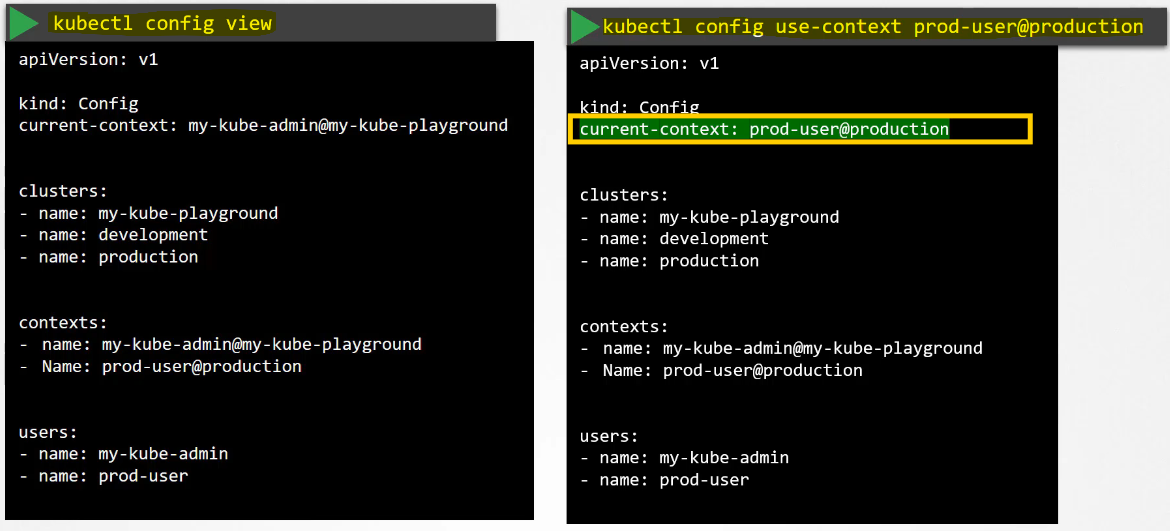 kubectl config view
apiVersion: v1
kind: Config
current-context: my-kube-admin@my-kube-playground
clusters:
- name: my-kube-playground
- name: development
- name: production
contexts:
- name: my-kube-admin@my-kube-playground
- Name: prod-user@production
users:
- name: my-kube-admin
- name: prod-user
kubectl config use-context prod-user@production
apiVersion: v1
kind: Config
current-context: prod-user@production
clusters:
- name: my-kube-playground
- name: development
- name: production
contexts:
- name: my-kube-admin@my-kube-playground
- Name: prod-user@production
users:
- name: my-kube-admin
- name: prod-user